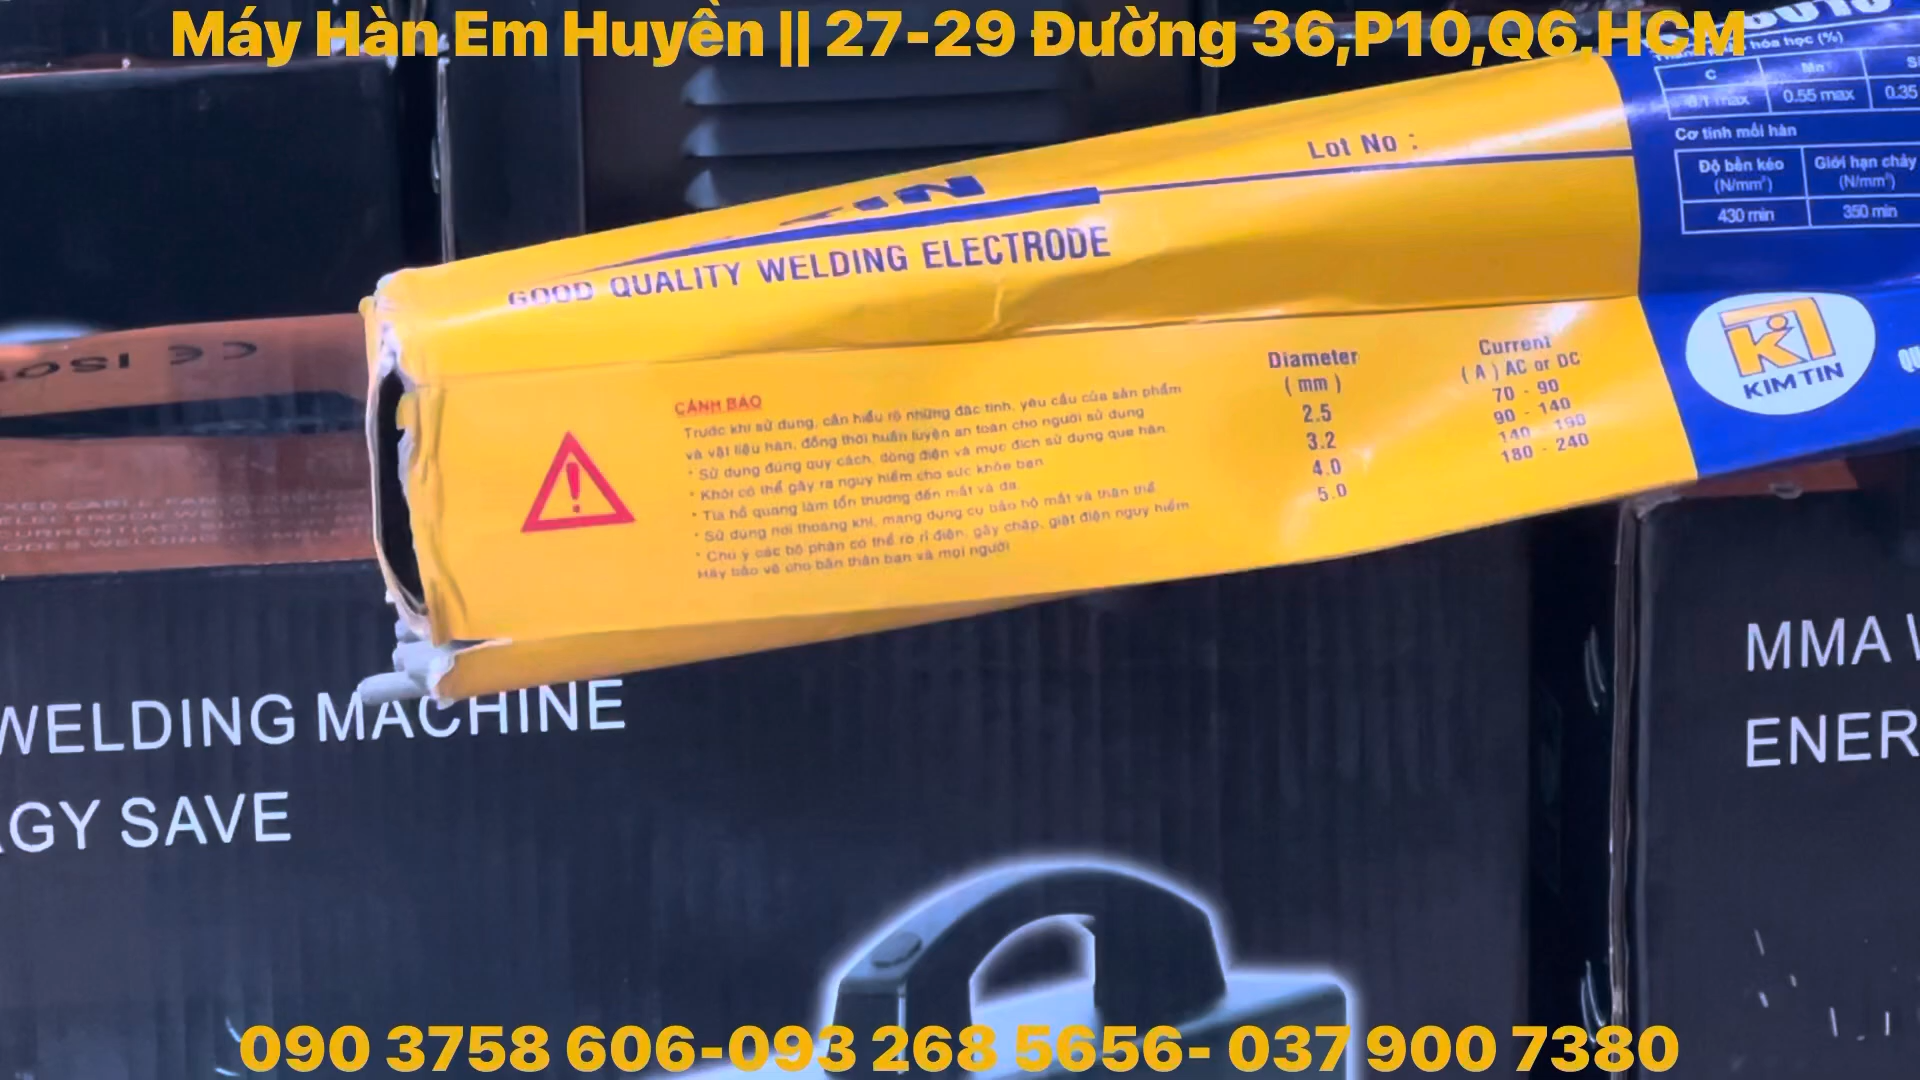 Máy Hàn Em Huyền || 27-29 Đường 36,P10,Q6,HCM
hóa học (%)
C Mn
0.1 max 0.55 max 0.35
Cơ tính mối hàn
Độ bền kéo Giới hạn chảy
(N/mm²) (N/mm²)
430 min 350 min
Lot No :
GOOD QUALITY WELDING ELECTRODE
KIM TIN
CẢNH BÁO
Trước khi sử dụng, cần hiểu rõ những đặc tính, yêu cầu của sản phẩm
và vật liệu hàn, đồng thời huấn luyện an toàn cho người sử dụng
* Sử dụng đúng quy cách, dòng điện và mục đích sử dụng que hàn.
* Khói có thể gây ra nguy hiểm cho sức khỏe bạn
* Tia hồ quang làm tổn thương đến mắt và da.
* Sử dụng nơi thoáng khí, mang dụng cụ bảo hộ mắt và thân thể
* Chú ý các bộ phận có thể rò rỉ điện, gây chập, giật điện nguy hiểm
Hãy bảo vệ cho bản thân bạn và mọi người
Diameter Current
( mm ) ( A ) AC or DC
2.5 70 - 90
3.2 90 - 140
4.0 140 - 190
5.0 180 - 240
CE
WELDING MACHINE
GY SAVE
MMA
ENER
090 3758 606-093 268 5656- 037 900 7380